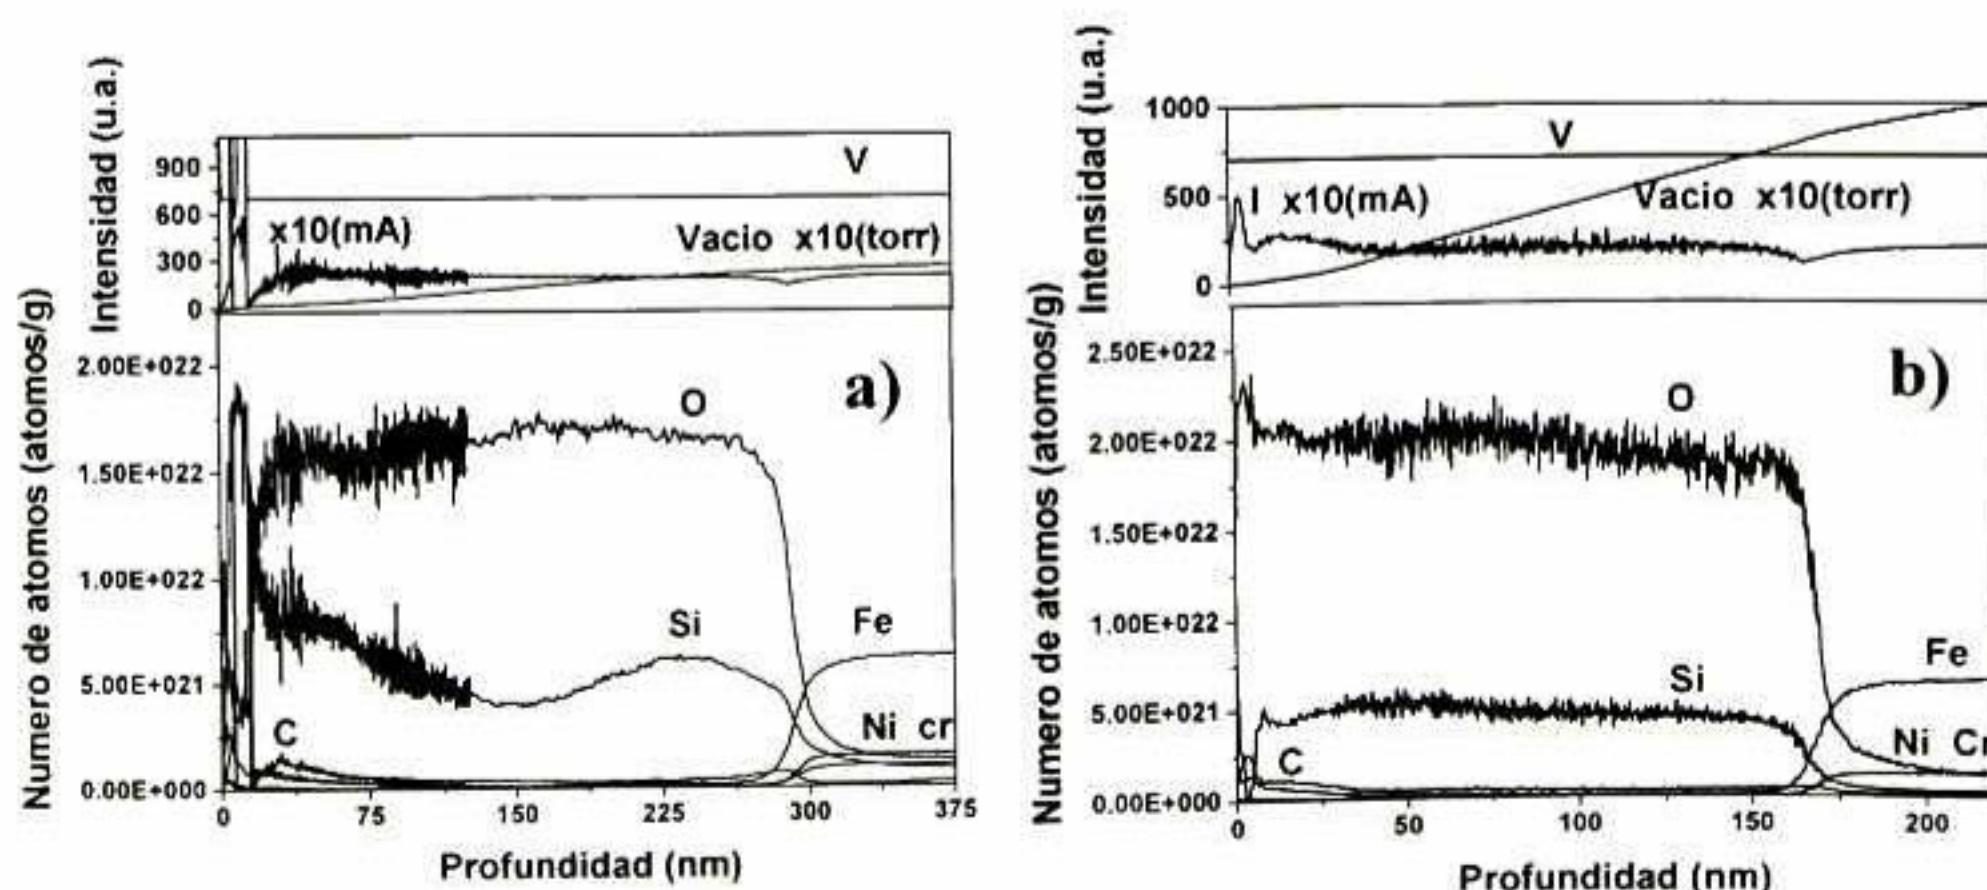 Intensidad (u.a.)
900
600
300
0
V
x10(mA)
Vacio x10(torr)
Numero de atomos (atomos/g)
2.00E+022
1.50E+022
1.00E+022
5.00E+021
0.00E+000
a)
O
Si
Fe
C
Ni cr
0 75 150 225 300 375
Profundidad (nm)
Intensidad (u.a.)
1000
500
0
V
I x10(mA)
Vacio x10(torr)
Numero de atomos (atomos/g)
2.50E+022
2.00E+022
1.50E+022
1.00E+022
5.00E+021
0.00E+000
b)
O
Si
Fe
C
Ni Cr
0 50 100 150 200
Profundidad (nm)